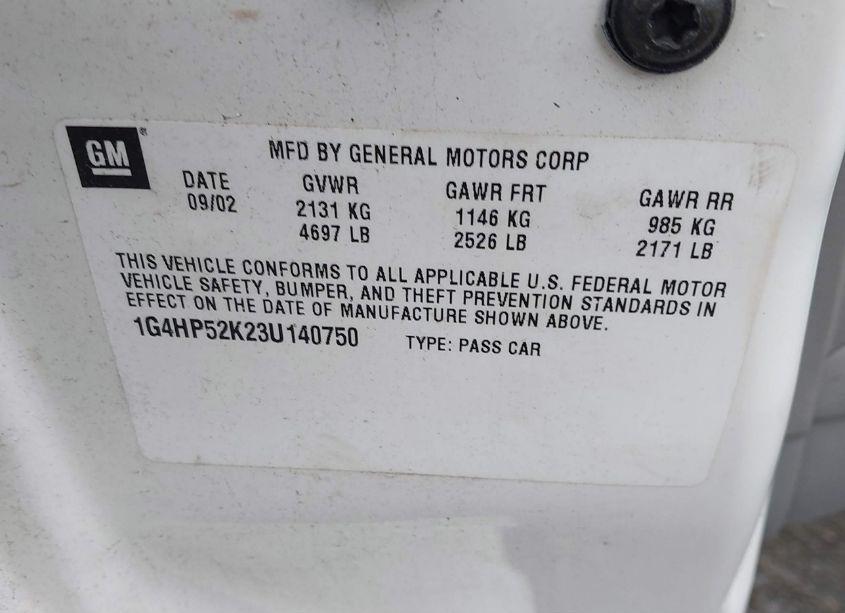 GM
MFD BY GENERAL MOTORS CORP
DATE GVWR GAWR FRT GAWR RR
09/02 2131 KG 1146 KG 985 KG
4697 LB 2526 LB 2171 LB
THIS VEHICLE CONFORMS TO ALL APPLICABLE U.S. FEDERAL MOTOR
VEHICLE SAFETY, BUMPER, AND THEFT PREVENTION STANDARDS IN
EFFECT ON THE DATE OF MANUFACTURE SHOWN ABOVE.
1G4HP52K23U140750 TYPE: PASS CAR